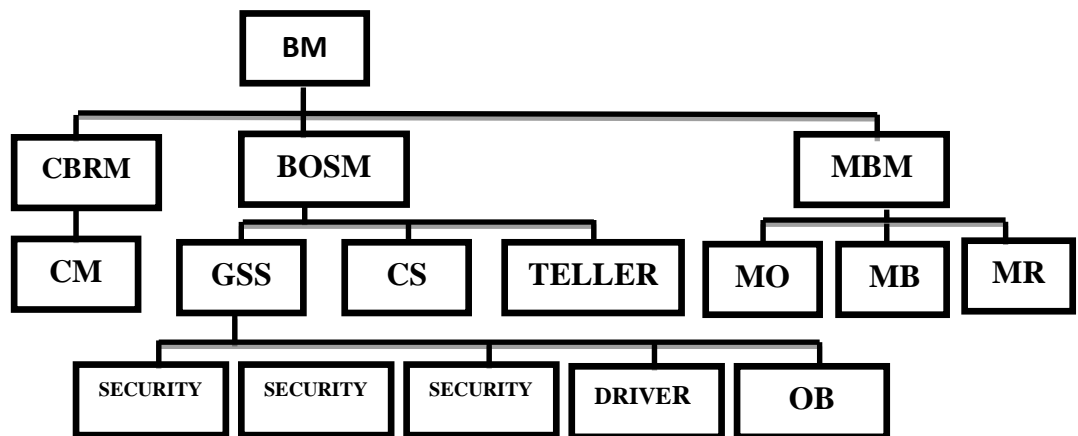 BM
CBRM
BOSM
MBM
CM
GSS
CS
TELLER
MO
MB
MR
SECURITY
SECURITY
SECURITY
DRIVER
OB